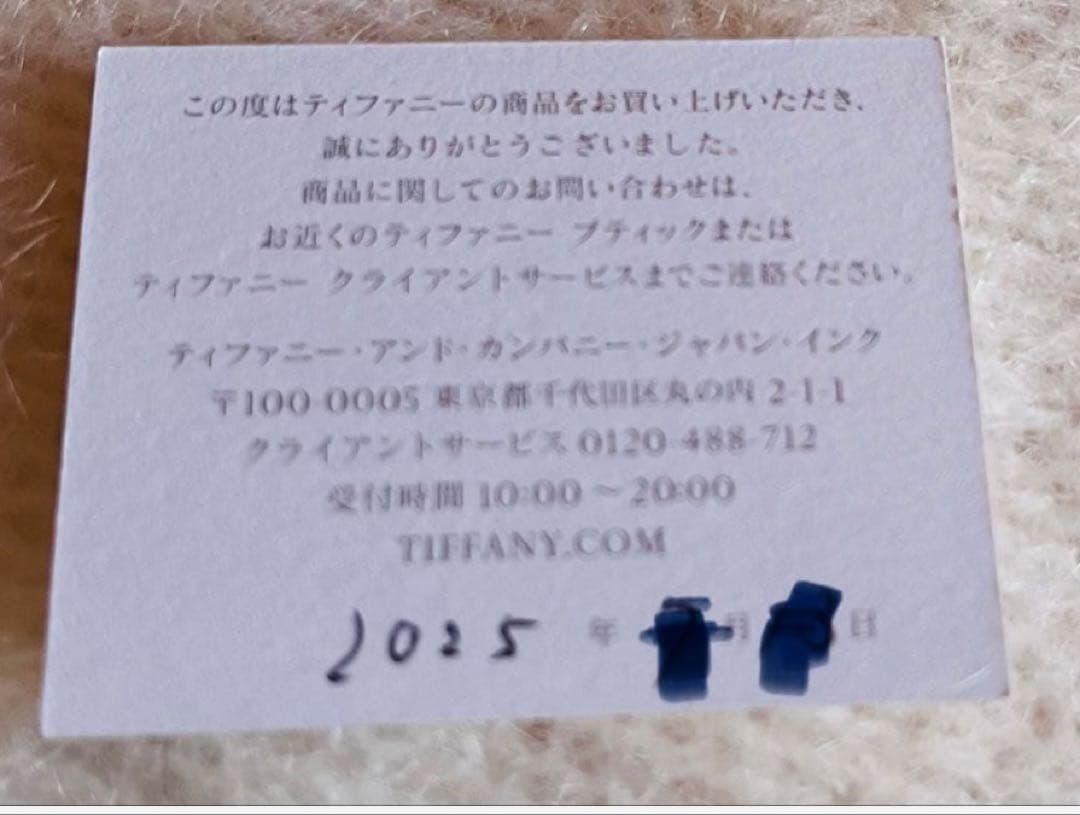 この度はティファニーの商品をお買い上げいただき、
誠にありがとうございました。
商品に関してのお問い合わせは、
お近くのティファニー ブティックまたは
ティファニー クライアントサービスまでご連絡ください。
ティファニー・アンド・カンパニー・ジャパン・インク
〒100-0005 東京都千代田区丸の内 2-1-1
クライアントサービス 0120-488-712
受付時間 10:00 〜 20:00
TIFFANY.COM
2025 年 月 日